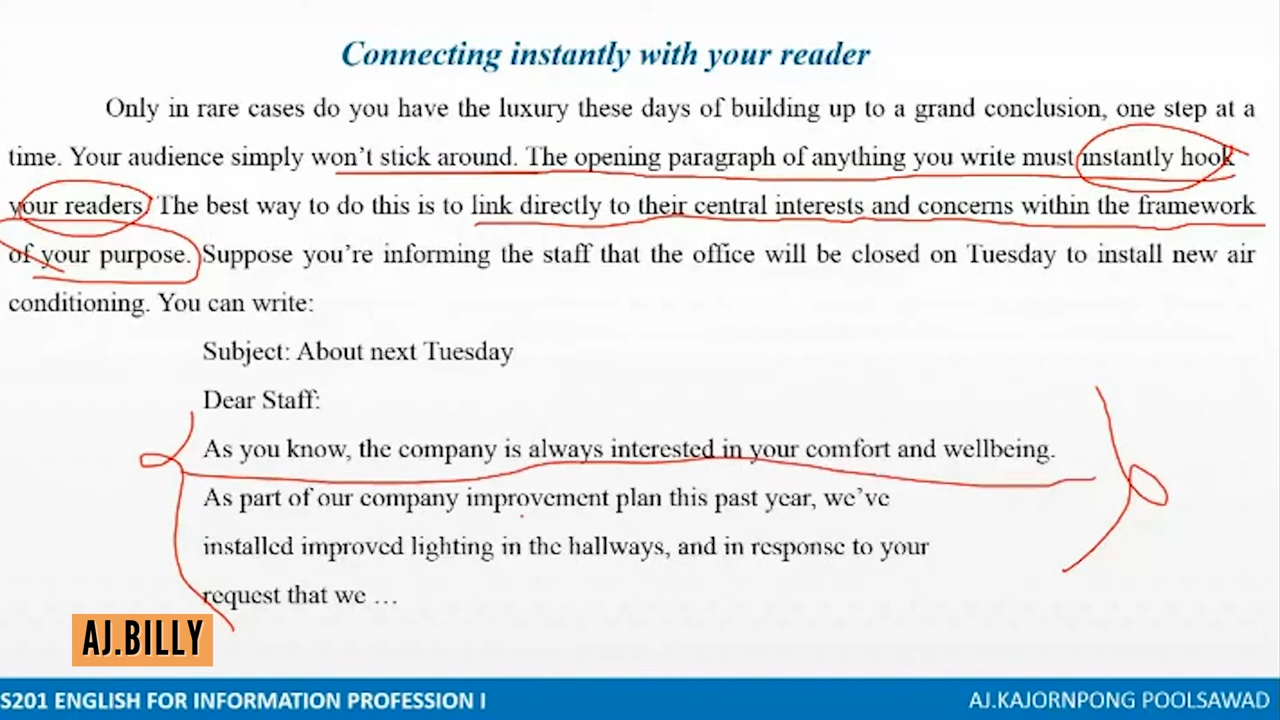 Connecting instantly with your reader
Only in rare cases do you have the luxury these days of building up to a grand conclusion, one step at a
time. Your audience simply won't stick around. The opening paragraph of anything you write must instantly hook
your readers. The best way to do this is to link directly to their central interests and concerns within the framework
of your purpose. Suppose you're informing the staff that the office will be closed on Tuesday to install new air
conditioning. You can write:
Subject: About next Tuesday
Dear Staff:
As you know, the company is always interested in your comfort and wellbeing.
As part of our company improvement plan this past year, we've
installed improved lighting in the hallways, and in response to your
request that we …
AJ.BILLY
S201 ENGLISH FOR INFORMATION PROFESSION I
AJ.KAJORNPONG POOLSAWAD